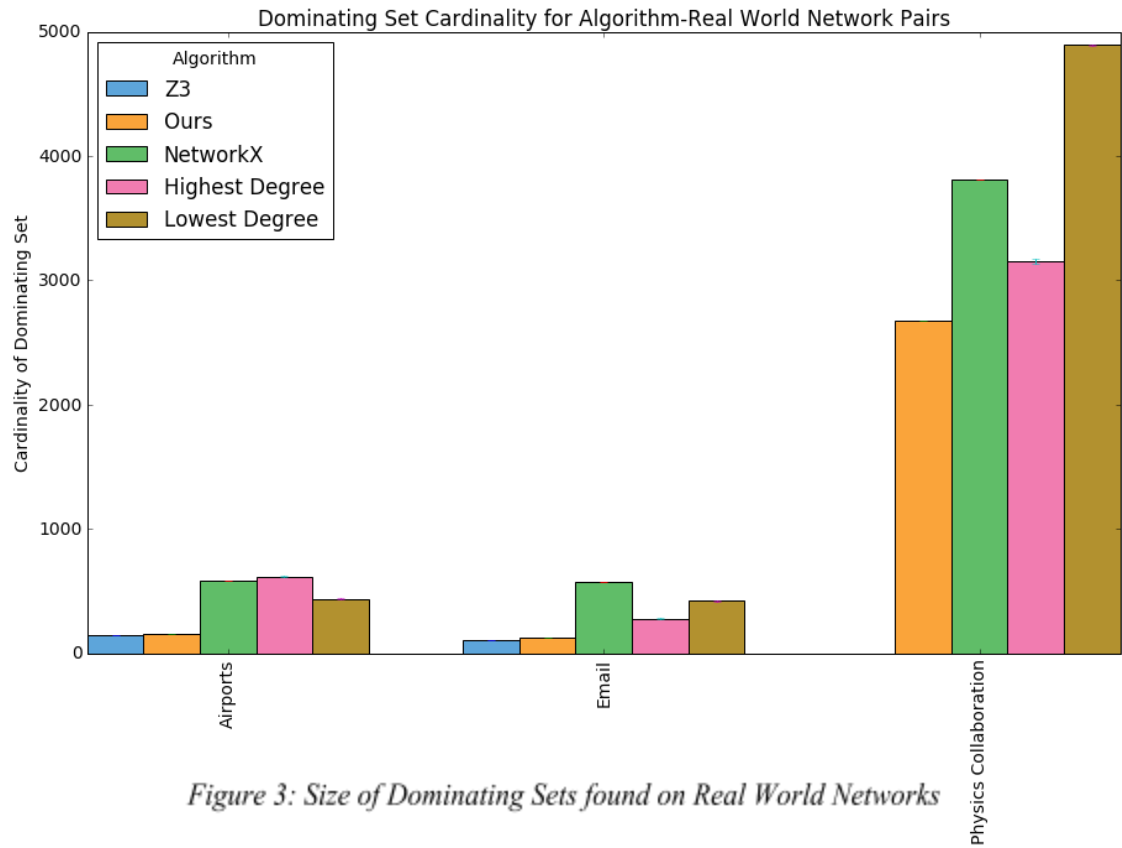 Dominating Set Cardinality for Algorithm-Real World Network Pairs
5000
4000
3000
2000
1000
0
Cardinality of Dominating Set
Algorithm
Z3
Ours
NetworkX
Highest Degree
Lowest Degree
Airports
Email
Physics Collaboration
Figure 3: Size of Dominating Sets found on Real World Networks